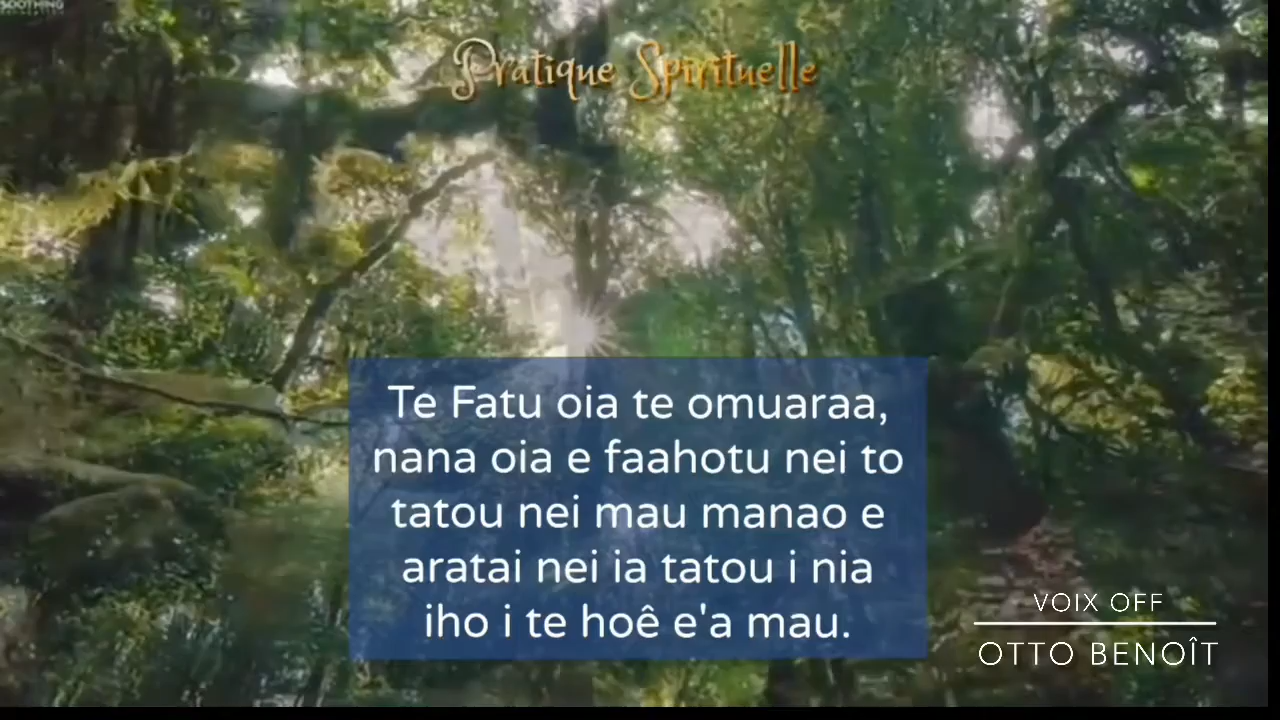 SOOTHING
Pratique Spirituelle
Te Fatu oia te omuaraa,
nana oia e faahotu nei to
tatou nei mau manao e
aratai nei ia tatou i nia
iho i te hoê e'a mau.
VOIX OFF
OTTO BENOÎT